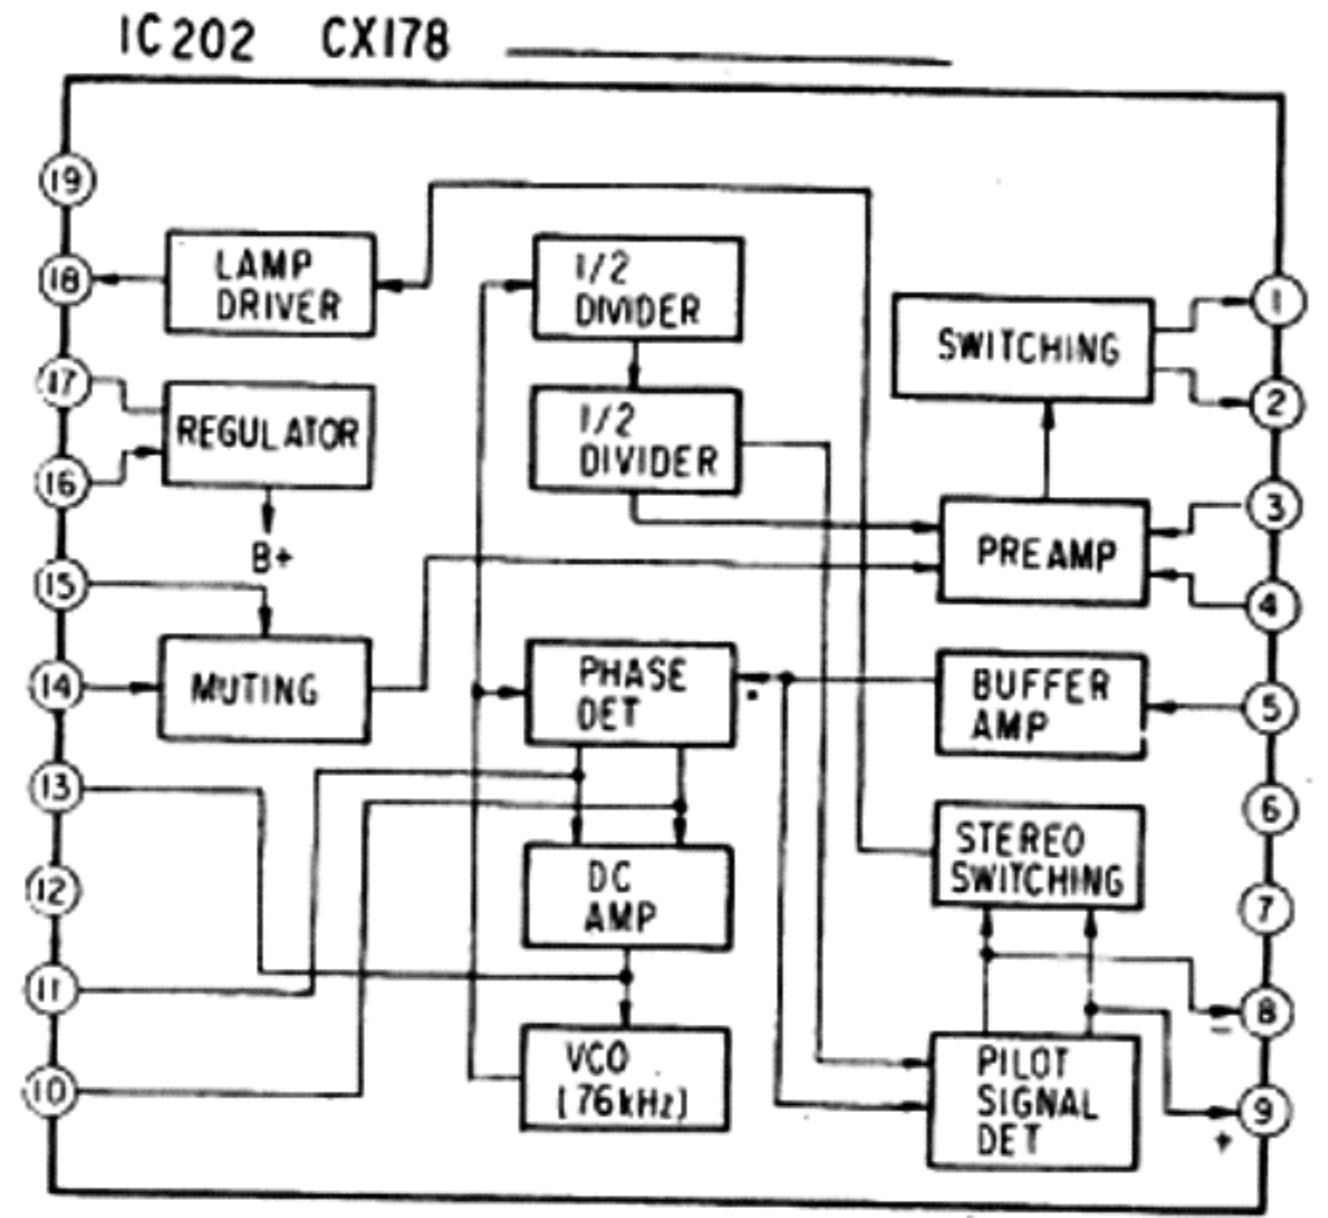 IC202 CX178
19
18
17
16
15
14
13
12
11
10
LAMP
DRIVER
REGULATOR
B+
MUTING
1/2
DIVIDER
1/2
DIVIDER
PHASE
DET
DC
AMP
VCO
(76kHz)
SWITCHING
PREAMP
BUFFER
AMP
STEREO
SWITCHING
PILOT
SIGNAL
DET
1
2
3
4
5
6
7
8
−
9
+